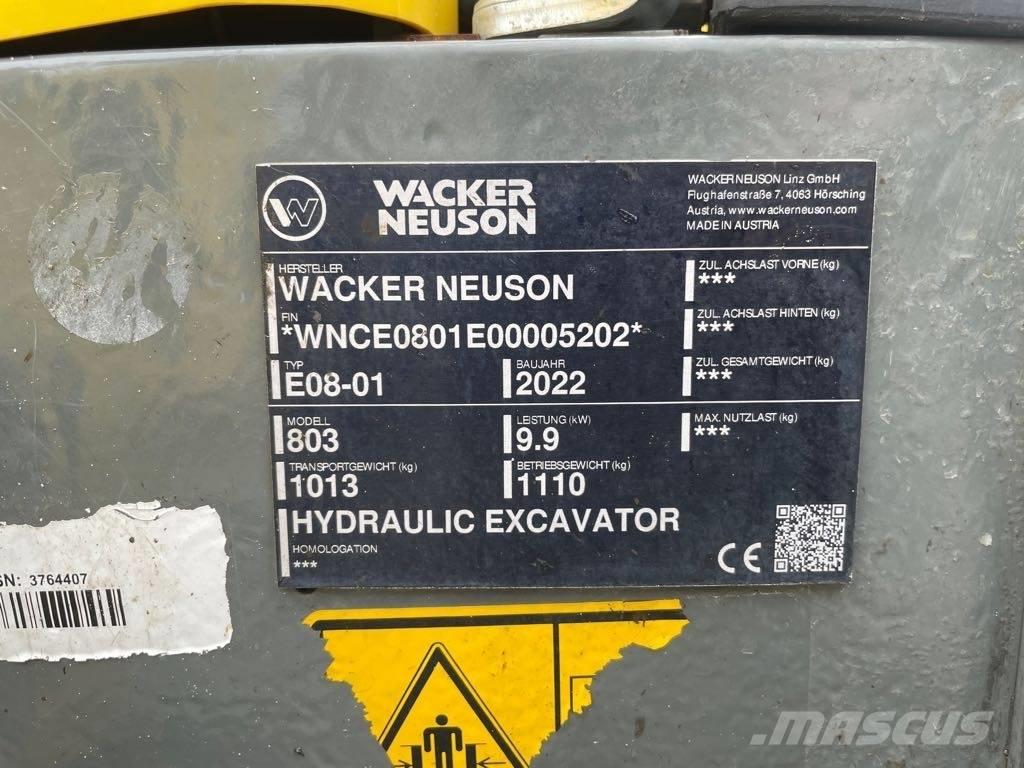 WACKER
NEUSON
WACKER NEUSON Linz GmbH
Flughafenstraße 7, 4063 Hörsching
Austria, www.wackerneuson.com
MADE IN AUSTRIA
HERSTELLER
WACKER NEUSON
FIN
*WNCE0801E00005202*
TYP
E08-01
BAUJAHR
2022
ZUL. ACHSLAST VORNE (kg)
***
ZUL. ACHSLAST HINTEN (kg)
***
ZUL. GESAMTGEWICHT (kg)
***
MODELL
803
LEISTUNG (kW)
9.9
MAX. NUTZLAST (kg)
***
TRANSPORTGEWICHT (kg)
1013
BETRIEBSGEWICHT (kg)
1110
HYDRAULIC EXCAVATOR
HOMOLOGATION
***
CE
SN: 3764407
MASCUS